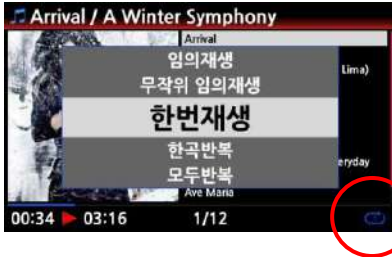 Arrival / A Winter Symphony
Arrival
임의재생
Lima)
무작위 임의재생
한번재생
한곡반복
eryday
모두반복
Ave Maria
00:34 03:16 1/12